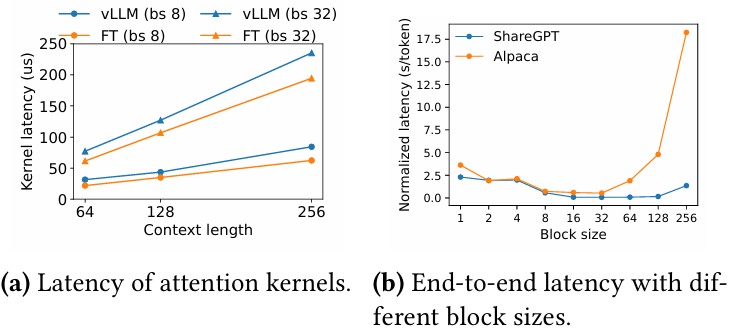 vLLM (bs 8) vLLM (bs 32)
FT (bs 8) FT (bs 32)
250
200
150
100
50
0
Kernel latency (us)
64 128 256
Context length
(a) Latency of attention kernels.
ShareGPT
Alpaca
17.5
15.0
12.5
10.0
7.5
5.0
2.5
0.0
Normalized latency (s/token)
1 2 4 8 16 32 64 128 256
Block size
(b) End-to-end latency with dif-
ferent block sizes.